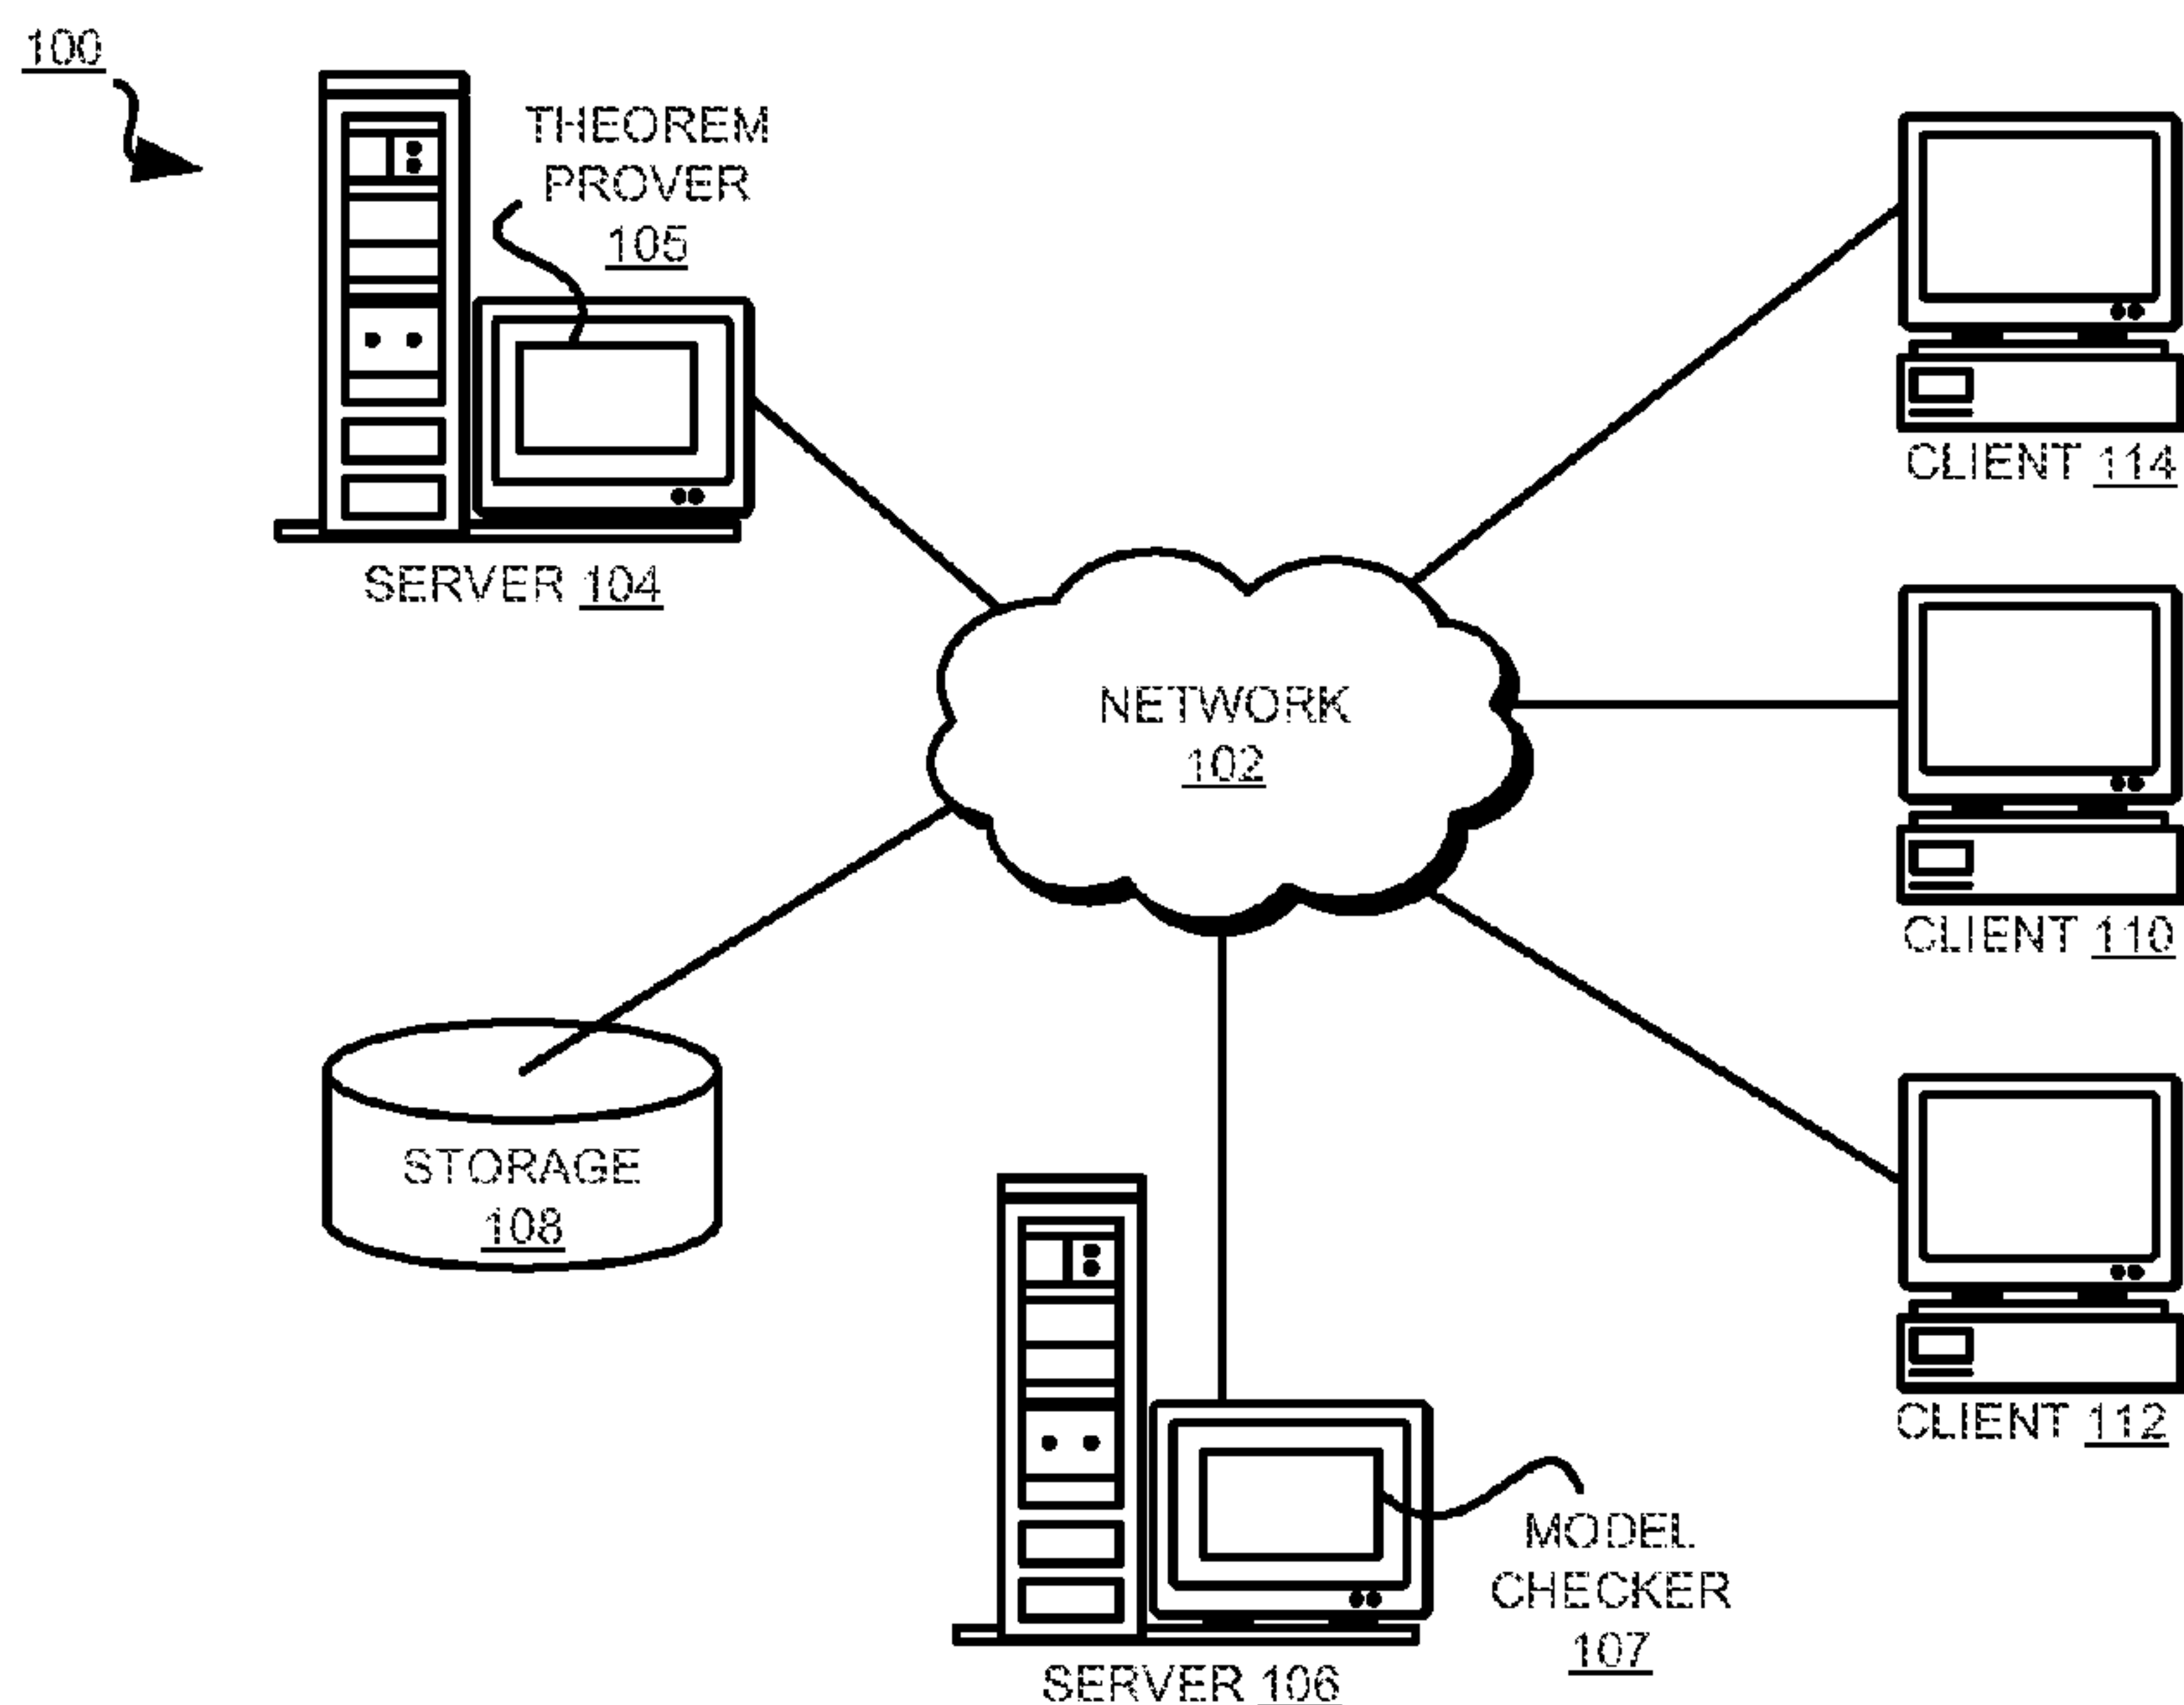 100
THEOREM
PROVER
105
SERVER 104
CLIENT 114
NETWORK
102
CLIENT 110
STORAGE
108
CLIENT 112
MODEL
CHECKER
107
SERVER 106